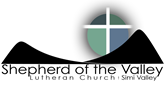 Shepherd of the Valley
Lutheran Church · Simi Valley